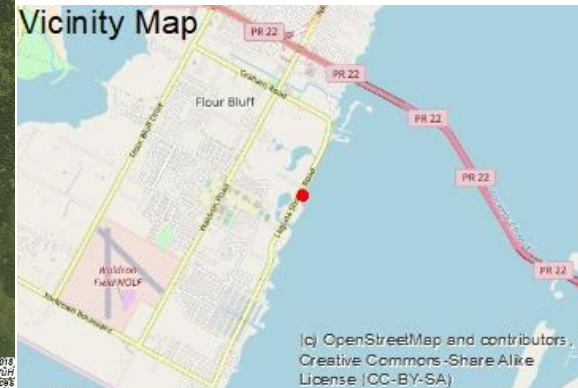 Vicinity Map
PR 22
PR 22
Graham Road
Flour Bluff
Flour Bluff Drive
PR 22
PR 22
Waldron Road
Laguna Shores Road
Waldron
Field NOLF
PR 22
Yorktown Boulevard
(c) OpenStreetMap and contributors,
Creative Commons-Share Alike
License (CC-BY-SA)